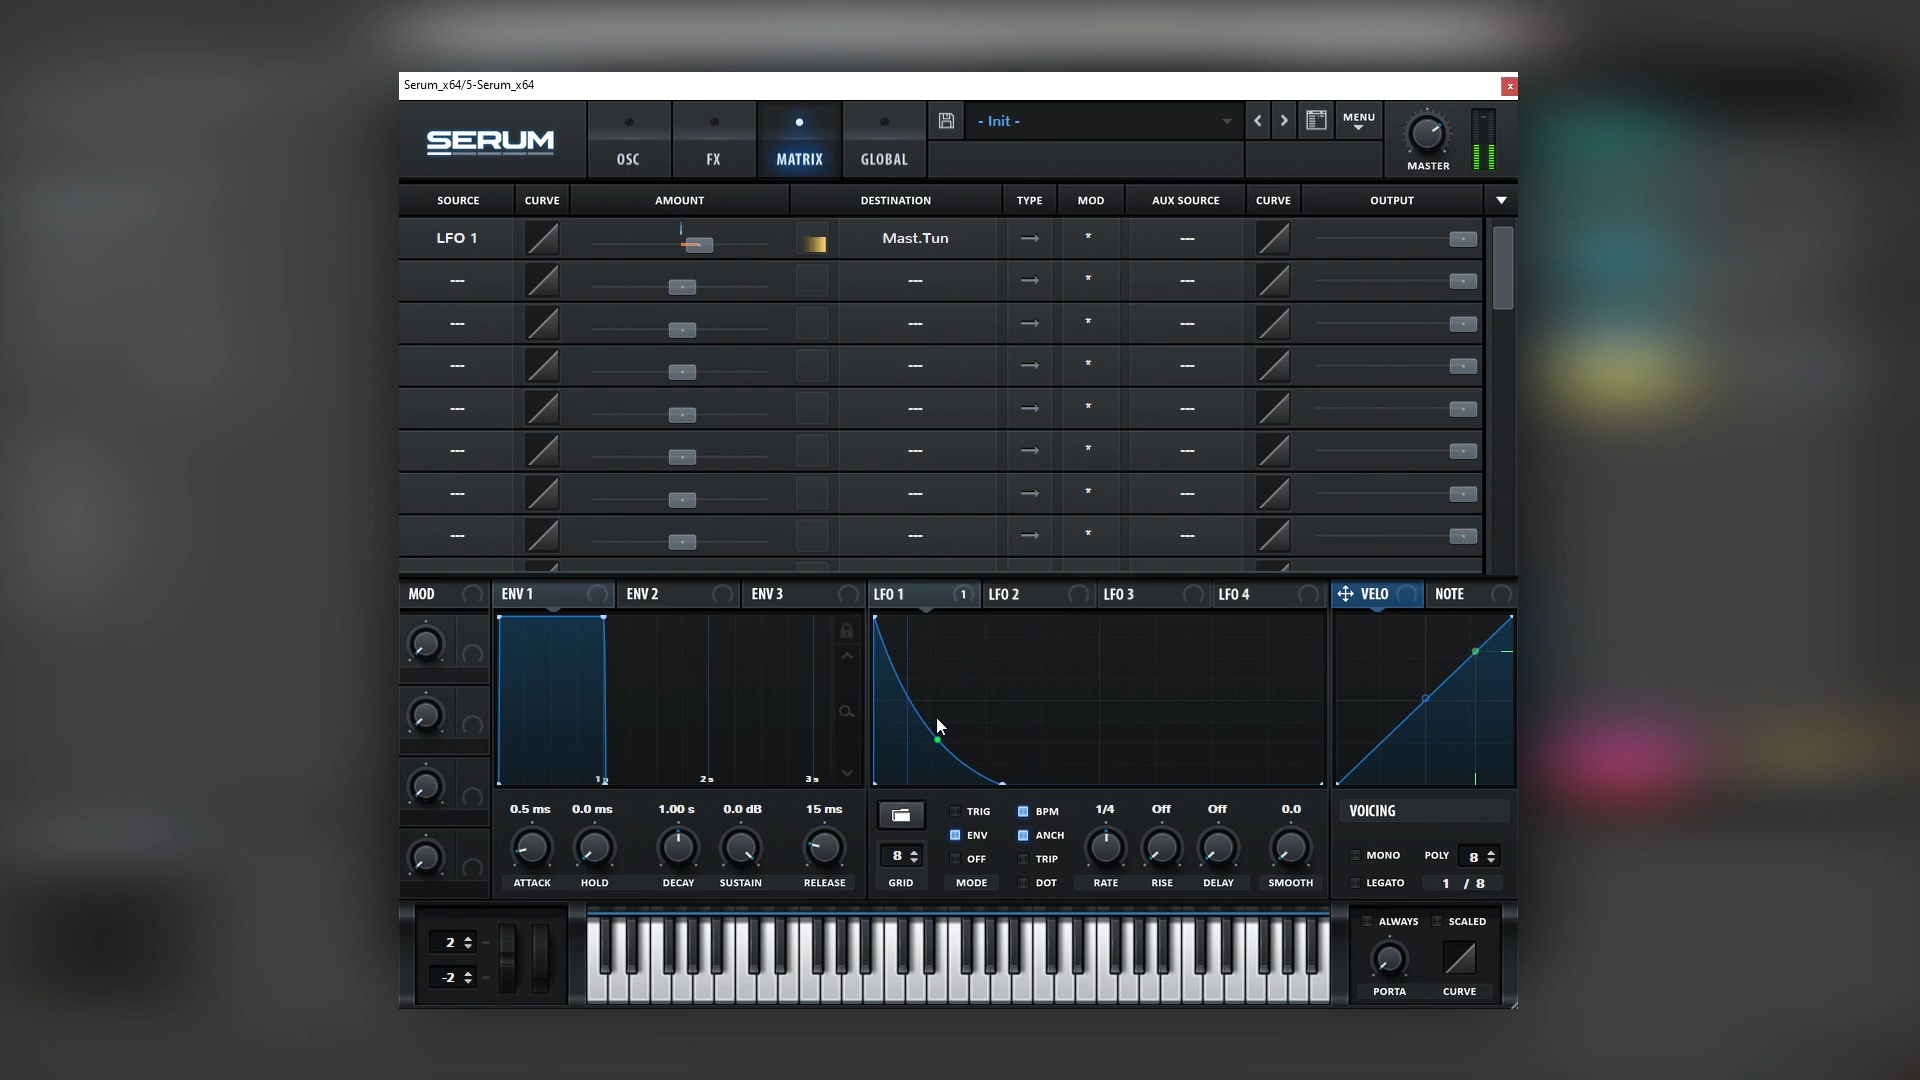 Serum_x64/5-Serum_x64
x
SERUM
OSC
FX
MATRIX
GLOBAL
- Init -
MENU
MASTER
SOURCE CURVE AMOUNT DESTINATION TYPE MOD AUX SOURCE CURVE OUTPUT
LFO 1 Mast.Tun * ---
--- --- * ---
--- --- * ---
--- --- * ---
--- --- * ---
--- --- * ---
--- --- * ---
--- --- * ---
MOD ENV 1 ENV 2 ENV 3 LFO 1 1 LFO 2 LFO 3 LFO 4 VELO NOTE
2s 3s
0.5 ms 0.0 ms 1.00 s 0.0 dB 15 ms
ATTACK HOLD DECAY SUSTAIN RELEASE
8
GRID
TRIG
ENV
OFF
MODE
BPM
ANCH
TRIP
DOT
1/4 Off Off 0.0
RATE RISE DELAY SMOOTH
VOICING
MONO POLY 8
LEGATO 1 / 8
2
-2
ALWAYS SCALED
PORTA CURVE